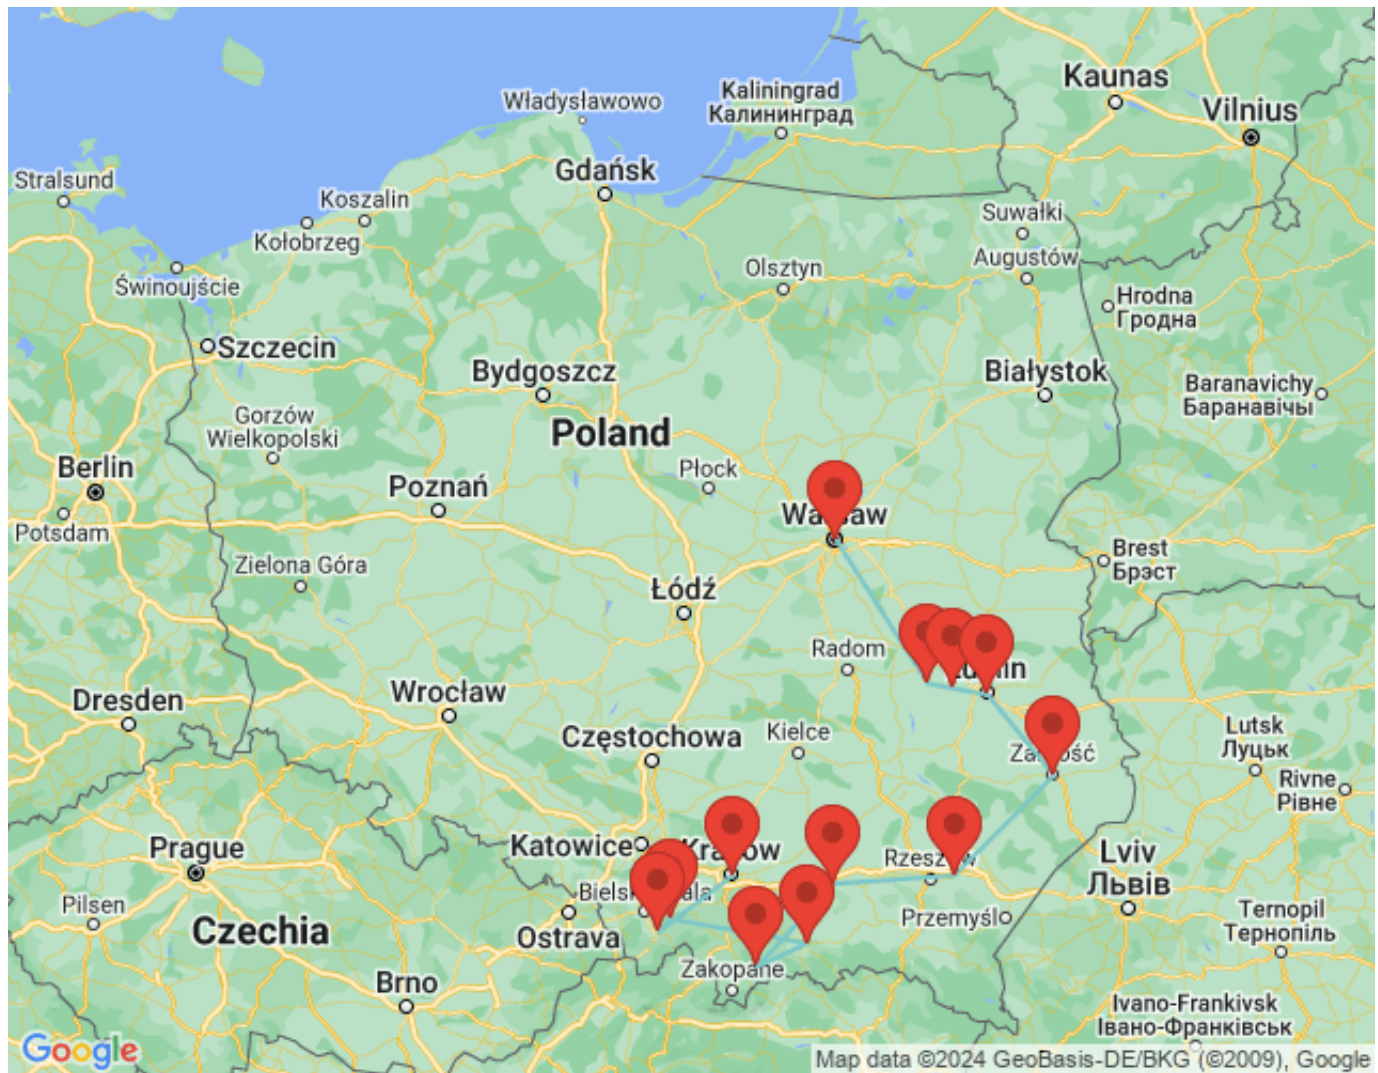 Kaunas
Kaliningrad
Калининград
Władysławowo
Vilnius
Gdańsk
Stralsund
Koszalin
Suwałki
Kołobrzeg
Augustów
Olsztyn
Świnoujście
Hrodna
Гродна
Szczecin
Bydgoszcz
Białystok
Baranavichy
Баранавічы
Gorzów
Wielkopolski
Poland
Berlin
Płock
Poznań
Potsdam
Brest
Брэст
Zielona Góra
Łódź
Radom
Dresden
Wrocław
Częstochowa
Kielce
Lutsk
Луцьк
Rivne
Рівне
Prague
Katowice
Lviv
Львів
Pilsen
Przemyśl
Ternopil
Тернопіль
Czechia
Ostrava
Zakopane
Brno
Ivano-Frankivsk
Івано-Франківськ
Google
Map data ©2024 GeoBasis-DE/BKG (©2009), Google